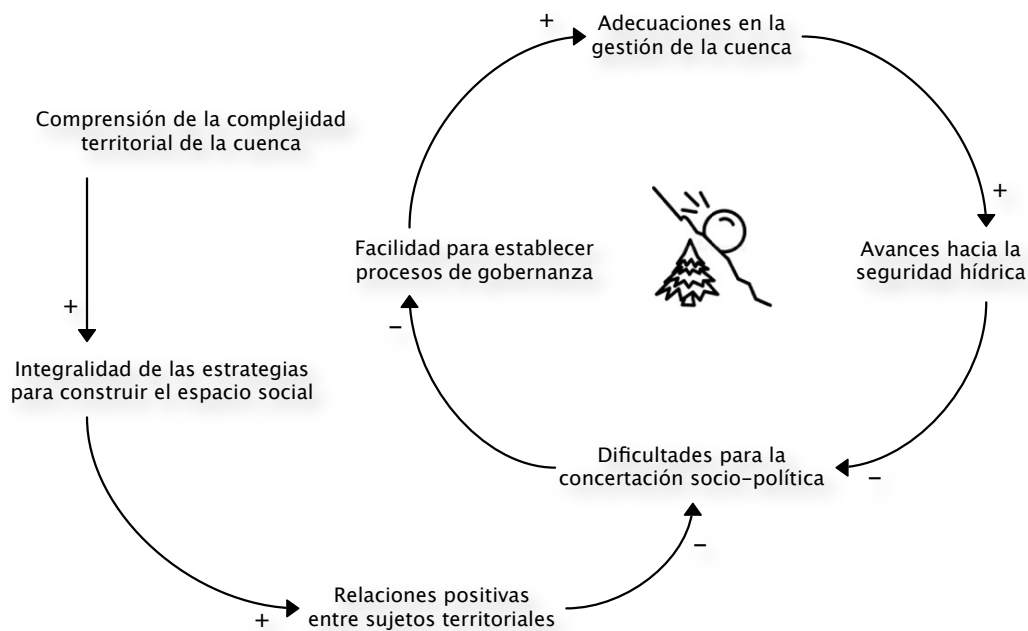 +
Adecuaciones en la
gestión de la cuenca
Comprensión de la complejidad
territorial de la cuenca
+
Facilidad para establecer
procesos de gobernanza
Avances hacia la
seguridad hídrica
+
−
Integralidad de las estrategias
para construir el espacio social
Dificultades para la
concertación socio-política
−
−
Relaciones positivas
entre sujetos territoriales
+